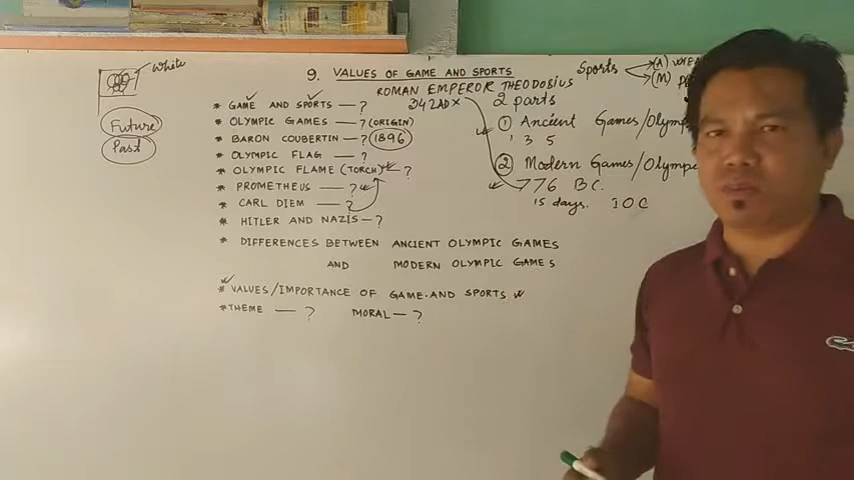 White
Future
Past
9. VALUES OF GAME AND SPORTS
* GAME AND SPORTS — ?
* OLYMPIC GAMES — ? (ORIGIN)
* BARON COUBERTIN — ? 1896
* OLYMPIC FLAG — ?
* OLYMPIC FLAME (TORCH) — ?
* PROMETHEUS — ?
* CARL DIEM — ?
* HITLER AND NAZIS — ?
* DIFFERENCES BETWEEN ANCIENT OLYMPIC GAMES
AND MODERN OLYMPIC GAMES
* VALUES/IMPORTANCE OF GAME AND SPORTS
* THEME — ? MORAL — ?
ROMAN EMPEROR THEODOSIUS
AD X
2 parts
① Ancient Games/
1 3 5
② Modern Games/
776 BC.
15 days. IOC
Sports
(A)
(M)